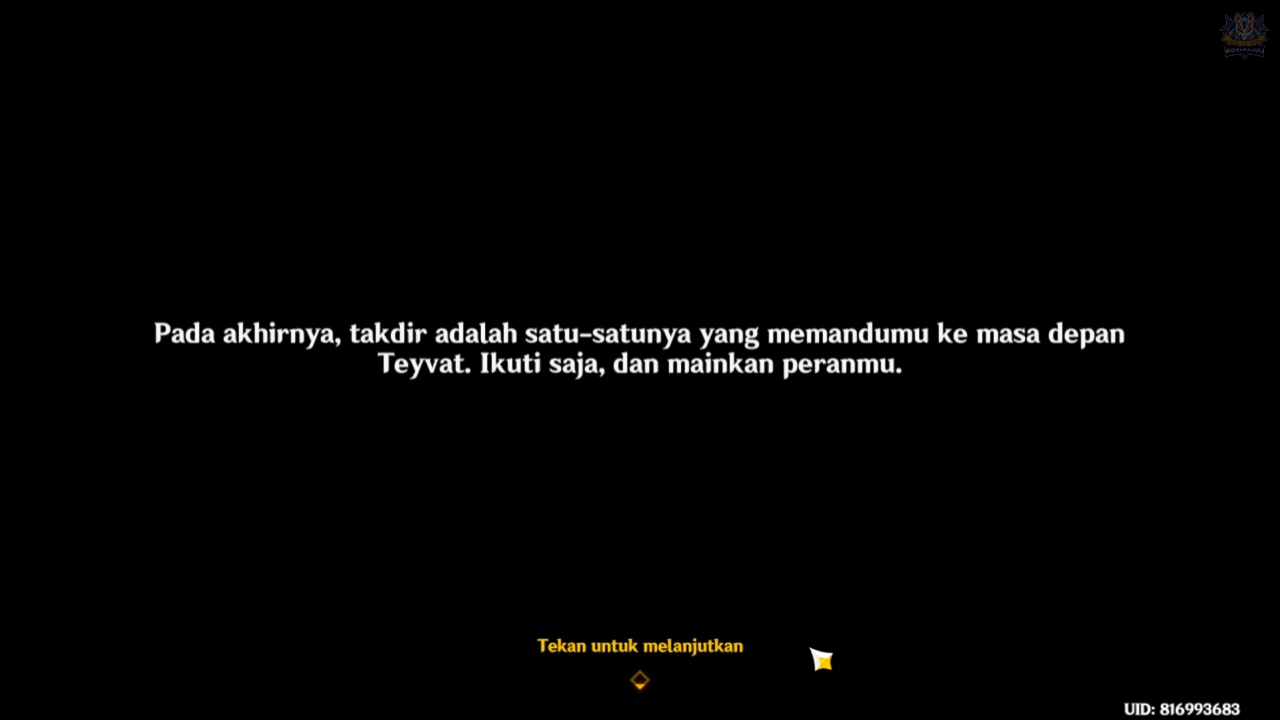 Pada akhirnya, takdir adalah satu-satunya yang memandumu ke masa depan
Teyvat. Ikuti saja, dan mainkan peranmu.
Tekan untuk melanjutkan
UID: 816993683